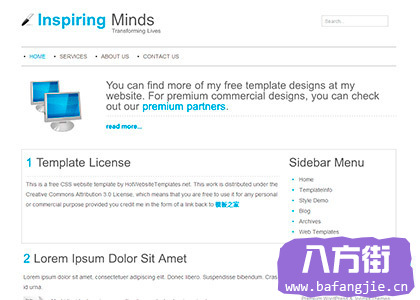 Inspiring Minds
Transforming Lives
Search...
HOME
SERVICES
ABOUT US
CONTACT US
You can find more of my free template designs at my
website. For premium commercial designs, you can check
out our premium partners.
read more...
1 Template License
This is a free CSS website template by HotWebsiteTemplates.net. This work is distributed under the
Creative Commons Attribution 3.0 License, which means that you are free to use it for any personal
or commercial purpose provided you credit me in the form of a link back to 模板之家
Sidebar Menu
Home
TemplateInfo
Style Demo
Blog
Archives
Web Templates
2 Lorem Ipsum Dolor Sit Amet
Lorem ipsum dolor sit amet, consectetuer adipiscing elit. Donec libero. Suspendisse bibendum. Cras id urna.
八方街
www.bafangjie.cn